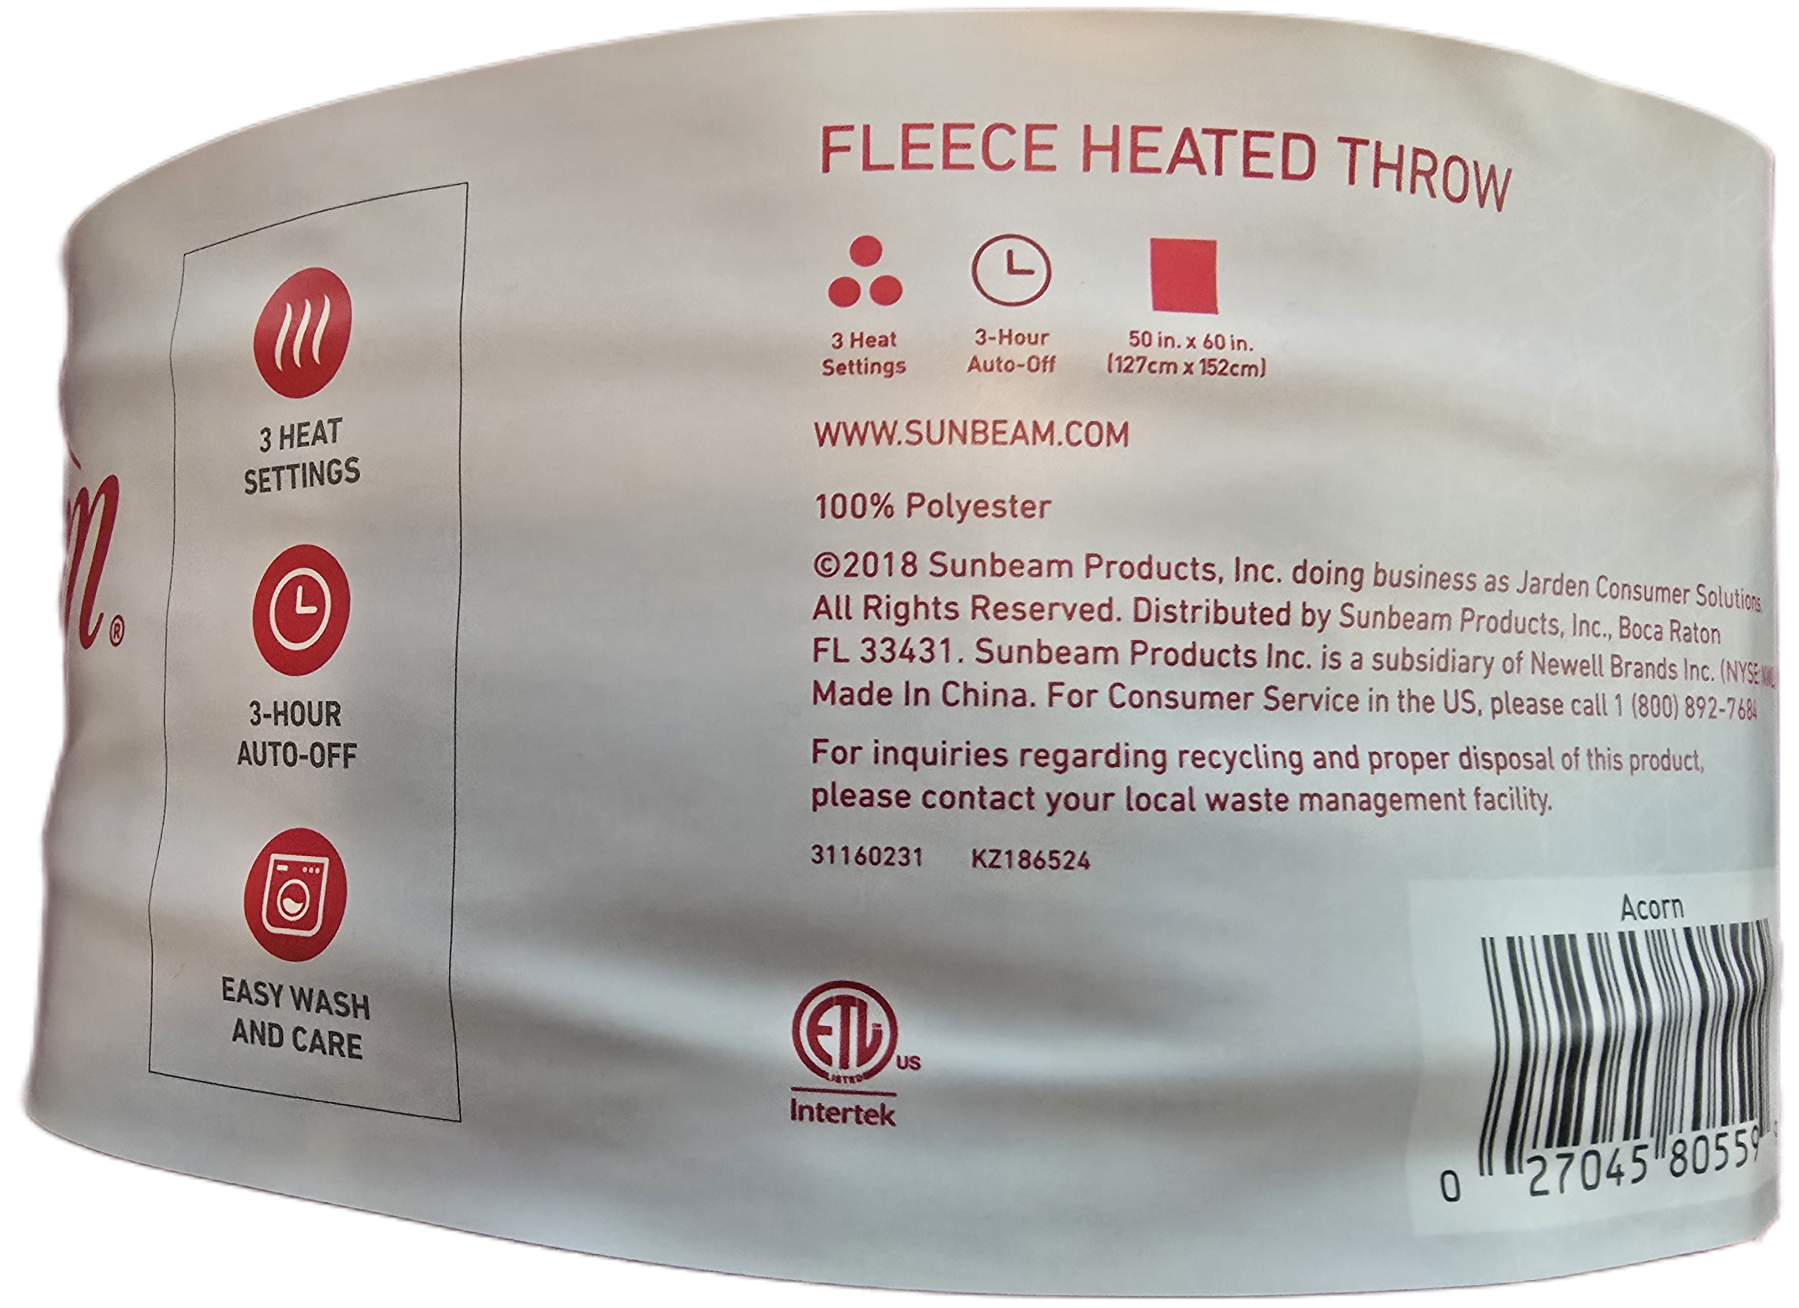 m®
3 HEAT
SETTINGS
3-HOUR
AUTO-OFF
EASY WASH
AND CARE
FLEECE HEATED THROW
3 Heat
Settings
3-Hour
Auto-Off
50 in. x 60 in.
(127cm x 152cm)
WWW.SUNBEAM.COM
100% Polyester
©2018 Sunbeam Products, Inc. doing business as Jarden Consumer Solutions.
All Rights Reserved. Distributed by Sunbeam Products, Inc., Boca Raton
FL 33431. Sunbeam Products Inc. is a subsidiary of Newell Brands Inc. (NYSE:
Made In China. For Consumer Service in the US, please call 1 (800) 892-7684
For inquiries regarding recycling and proper disposal of this product,
please contact your local waste management facility.
31160231 KZ186524
ETL
LISTED
US
Intertek
Acorn
0 27045 80559